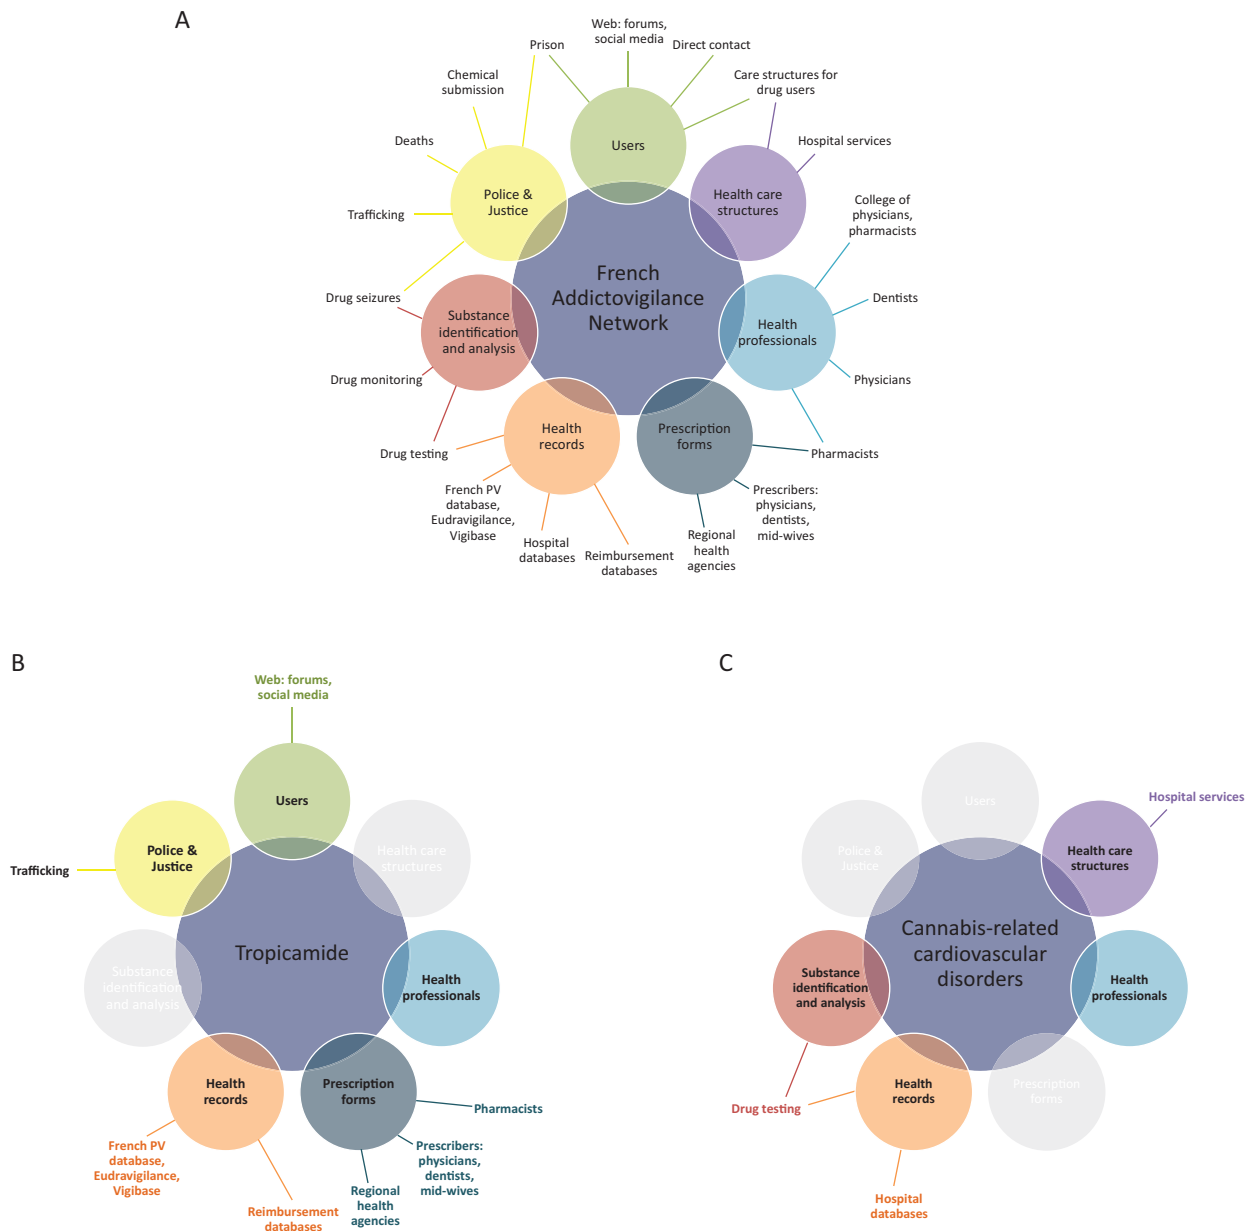 A
Prison
Web: forums,
social media
Direct contact
Chemical
submission
Care structures for
drug users
Deaths
Users
Hospital services
Police &
Justice
Health care
structures
Trafficking
College of
physicians,
pharmacists
French
Addictovigilance
Network
Drug seizures
Dentists
Substance
identification
and analysis
Health
professionals
Drug monitoring
Physicians
Health
records
Prescription
forms
Drug testing
Pharmacists
French PV
database,
Eudravigilance,
Vigibase
Prescribers:
physicians,
dentists,
mid-wives
Hospital
databases
Reimbursement
databases
Regional
health
agencies
B
Web: forums,
social media
Users
Police &
Justice
Health care
structures
Trafficking
Tropicamide
Substance
identification
and analysis
Health
professionals
Health
records
Prescription
forms
Pharmacists
French PV
database,
Eudravigilance,
Vigibase
Prescribers:
physicians,
dentists,
mid-wives
Regional
health
agencies
Reimbursement
databases
C
Users
Hospital services
Police &
Justice
Health care
structures
Cannabis-related
cardiovascular
disorders
Substance
identification
and analysis
Health
professionals
Health
records
Prescription
forms
Drug testing
Hospital
databases